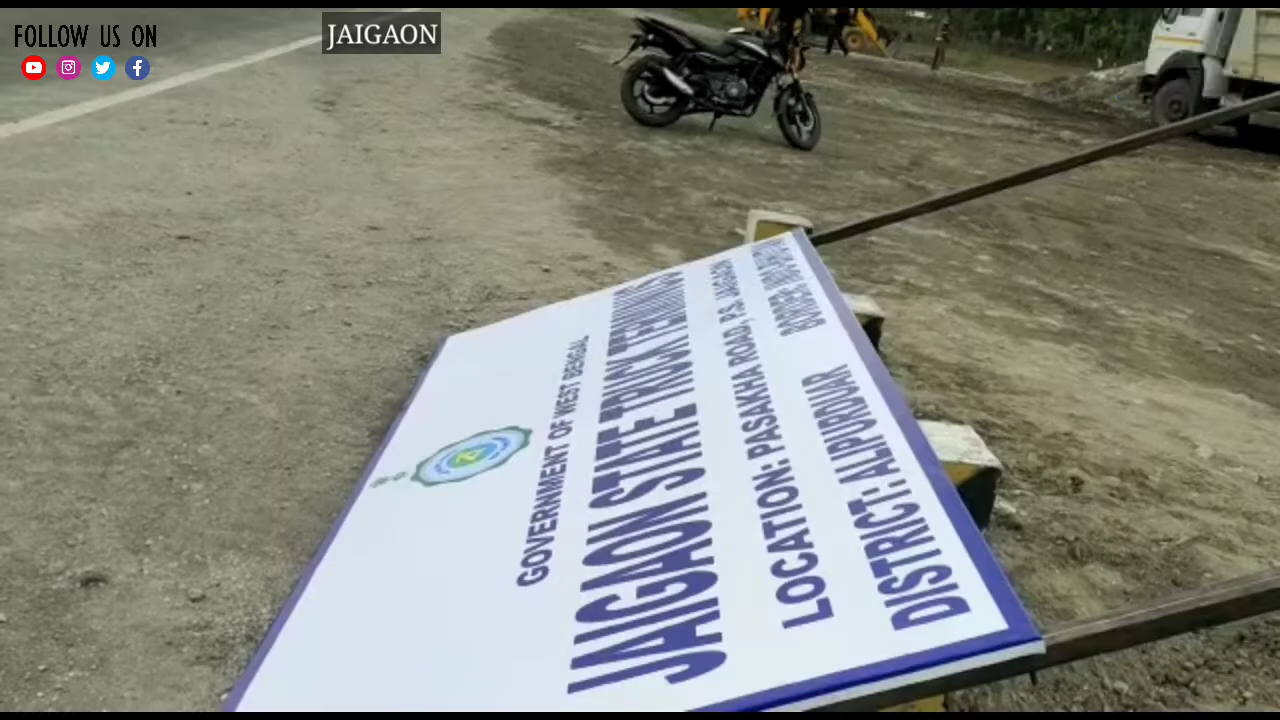 FOLLOW US ON
JAIGAON
GOVERNMENT OF WEST BENGAL
JAIGAON STATE TRUCK TERMINUS
LOCATION: PASAKHA ROAD, P.S. JAIGAON
DISTRICT: ALIPURDUAR